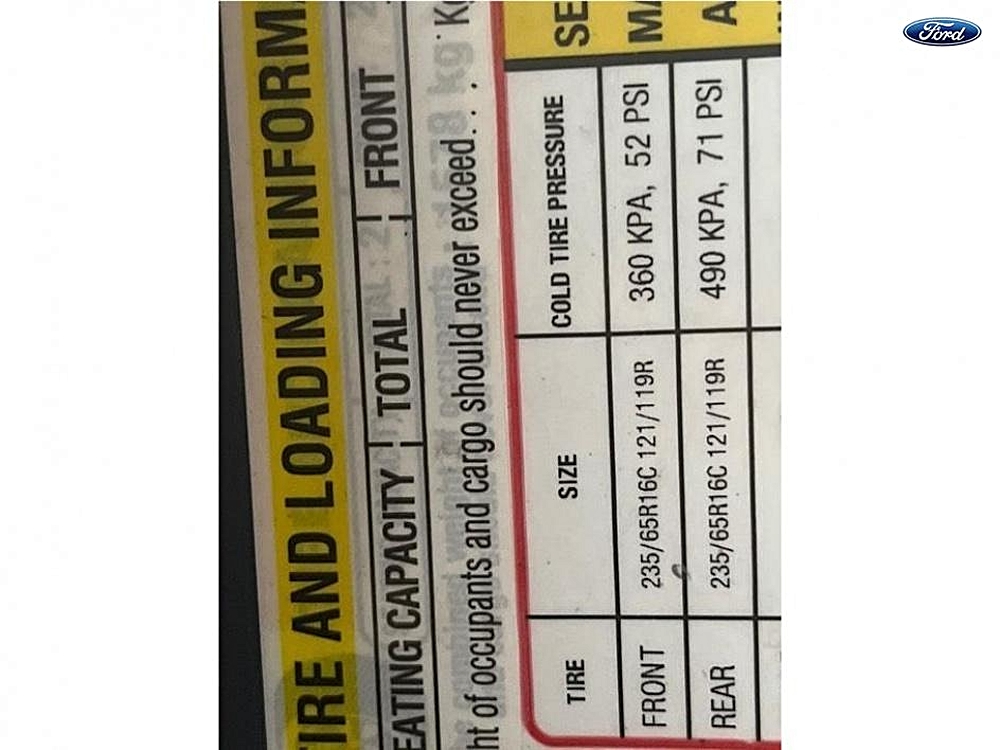 Ford
TIRE AND LOADING INFORM
EATING CAPACITY TOTAL FRONT
ht of occupants and cargo should never exceed. . .
TIRE SIZE COLD TIRE PRESSURE SE
FRONT 235/65R16C 121/119R 360 KPA, 52 PSI MA
REAR 235/65R16C 121/119R 490 KPA, 71 PSI A